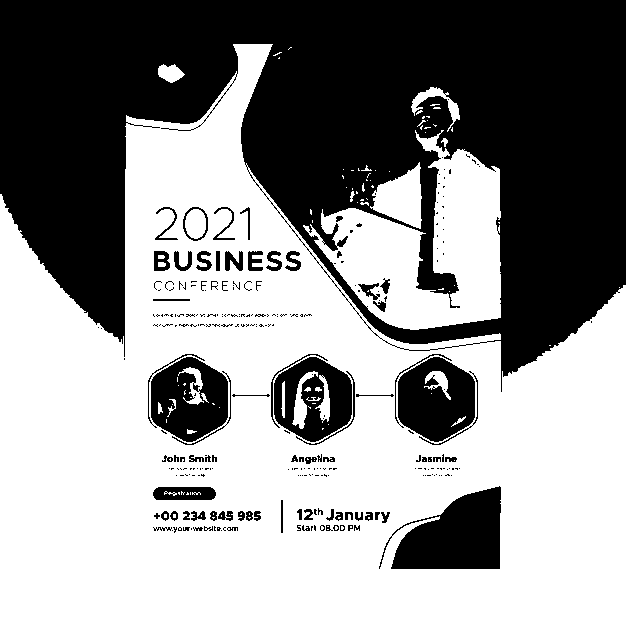 2021
BUSINESS
CONFERENCE
John Smith
Angelina
Jasmine
Registration
+00 234 845 985
www.your-website.com
12th January
Start 08.00 PM